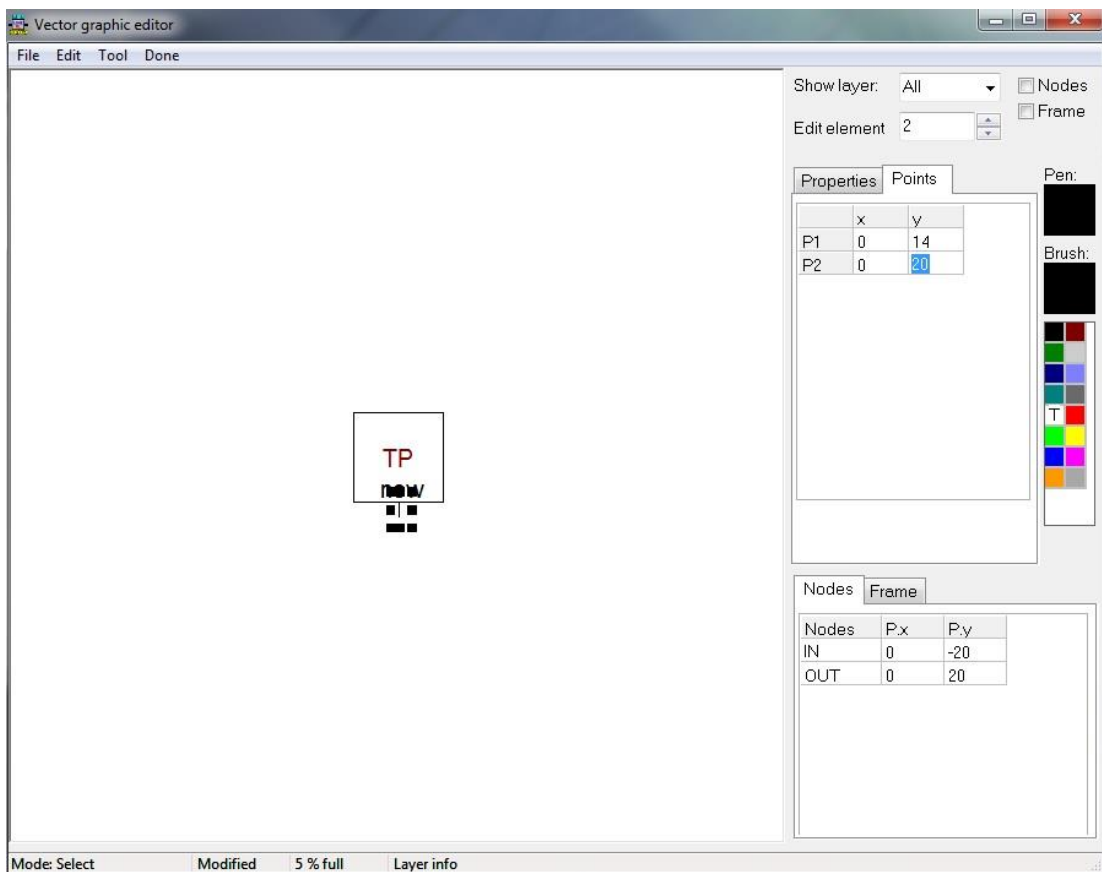 Vector graphic editor
File Edit Tool Done
Show layer: All Nodes
Frame
Edit element 2
Properties Points
Pen:
x y
P1 0 14
P2 0 20
Brush:
T
TP
new
Nodes Frame
Nodes P.x P.y
IN 0 -20
OUT 0 20
Mode: Select Modified 5 % full Layer info